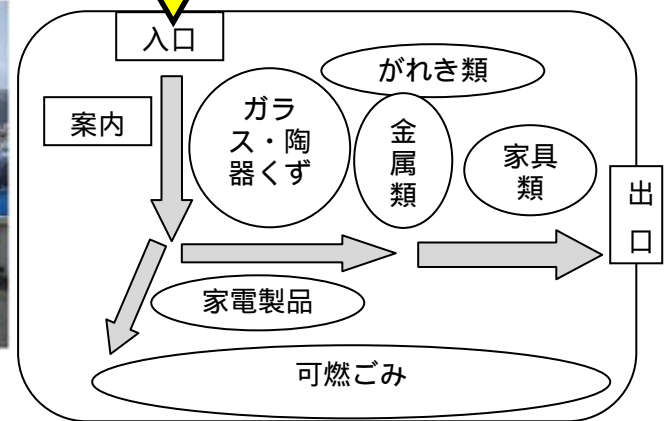 入口
案内
ガラ
ス・陶
器くず
がれき類
金
属
類
家具
類
出
口
家電製品
可燃ごみ